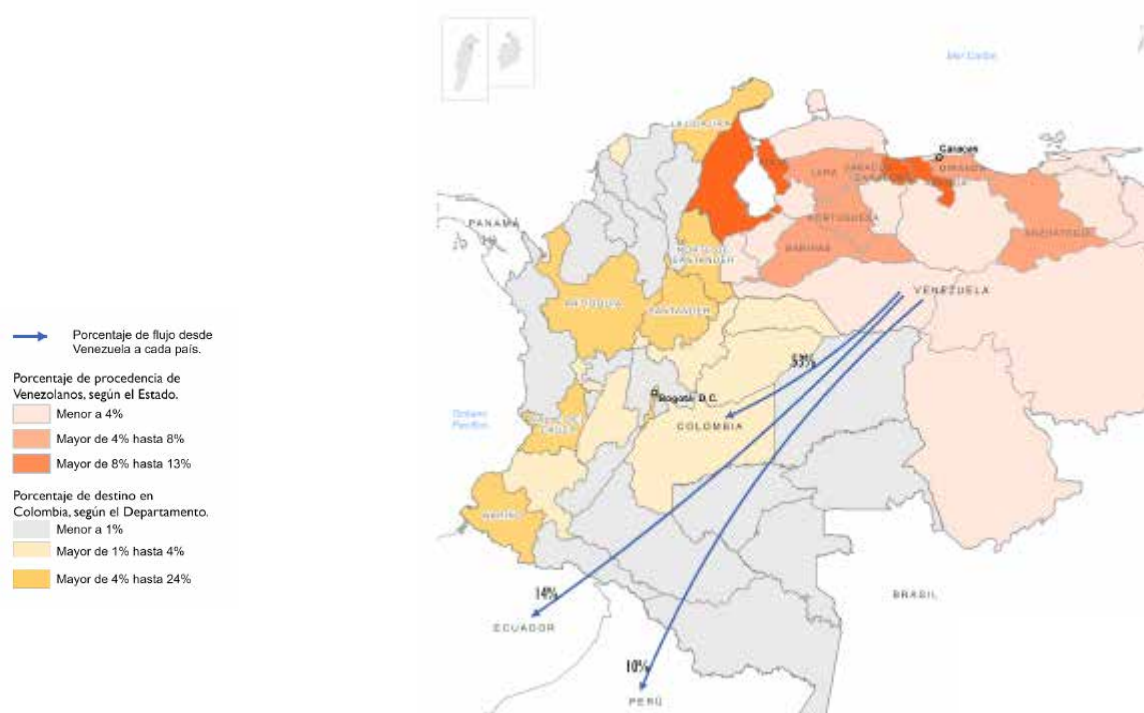 Porcentaje de flujo desde
Venezuela a cada país.
Porcentaje de procedencia de
Venezolanos, según el Estado.
Menor a 4%
Mayor de 4% hasta 8%
Mayor de 8% hasta 13%
Porcentaje de destino en
Colombia, según el Departamento.
Menor a 1%
Mayor de 1% hasta 4%
Mayor de 4% hasta 24%
Mar Caribe
LA GUAJIRA
Caracas
LARA
MIRANDA
PORTUGUESA
PANAMÁ
BARINAS
ANZOÁTEGUI
NORTE DE
SANTANDER
VENEZUELA
ANTIOQUIA
SANTANDER
53%
Bogotá D.C.
Océano
Pacífico
COLOMBIA
NARIÑO
14%
BRASIL
ECUADOR
10%
PERÚ